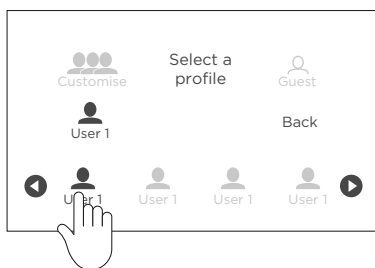 Select a
profile
Customise
Guest
User 1
Back
User 1
User 1
User 1
User 1